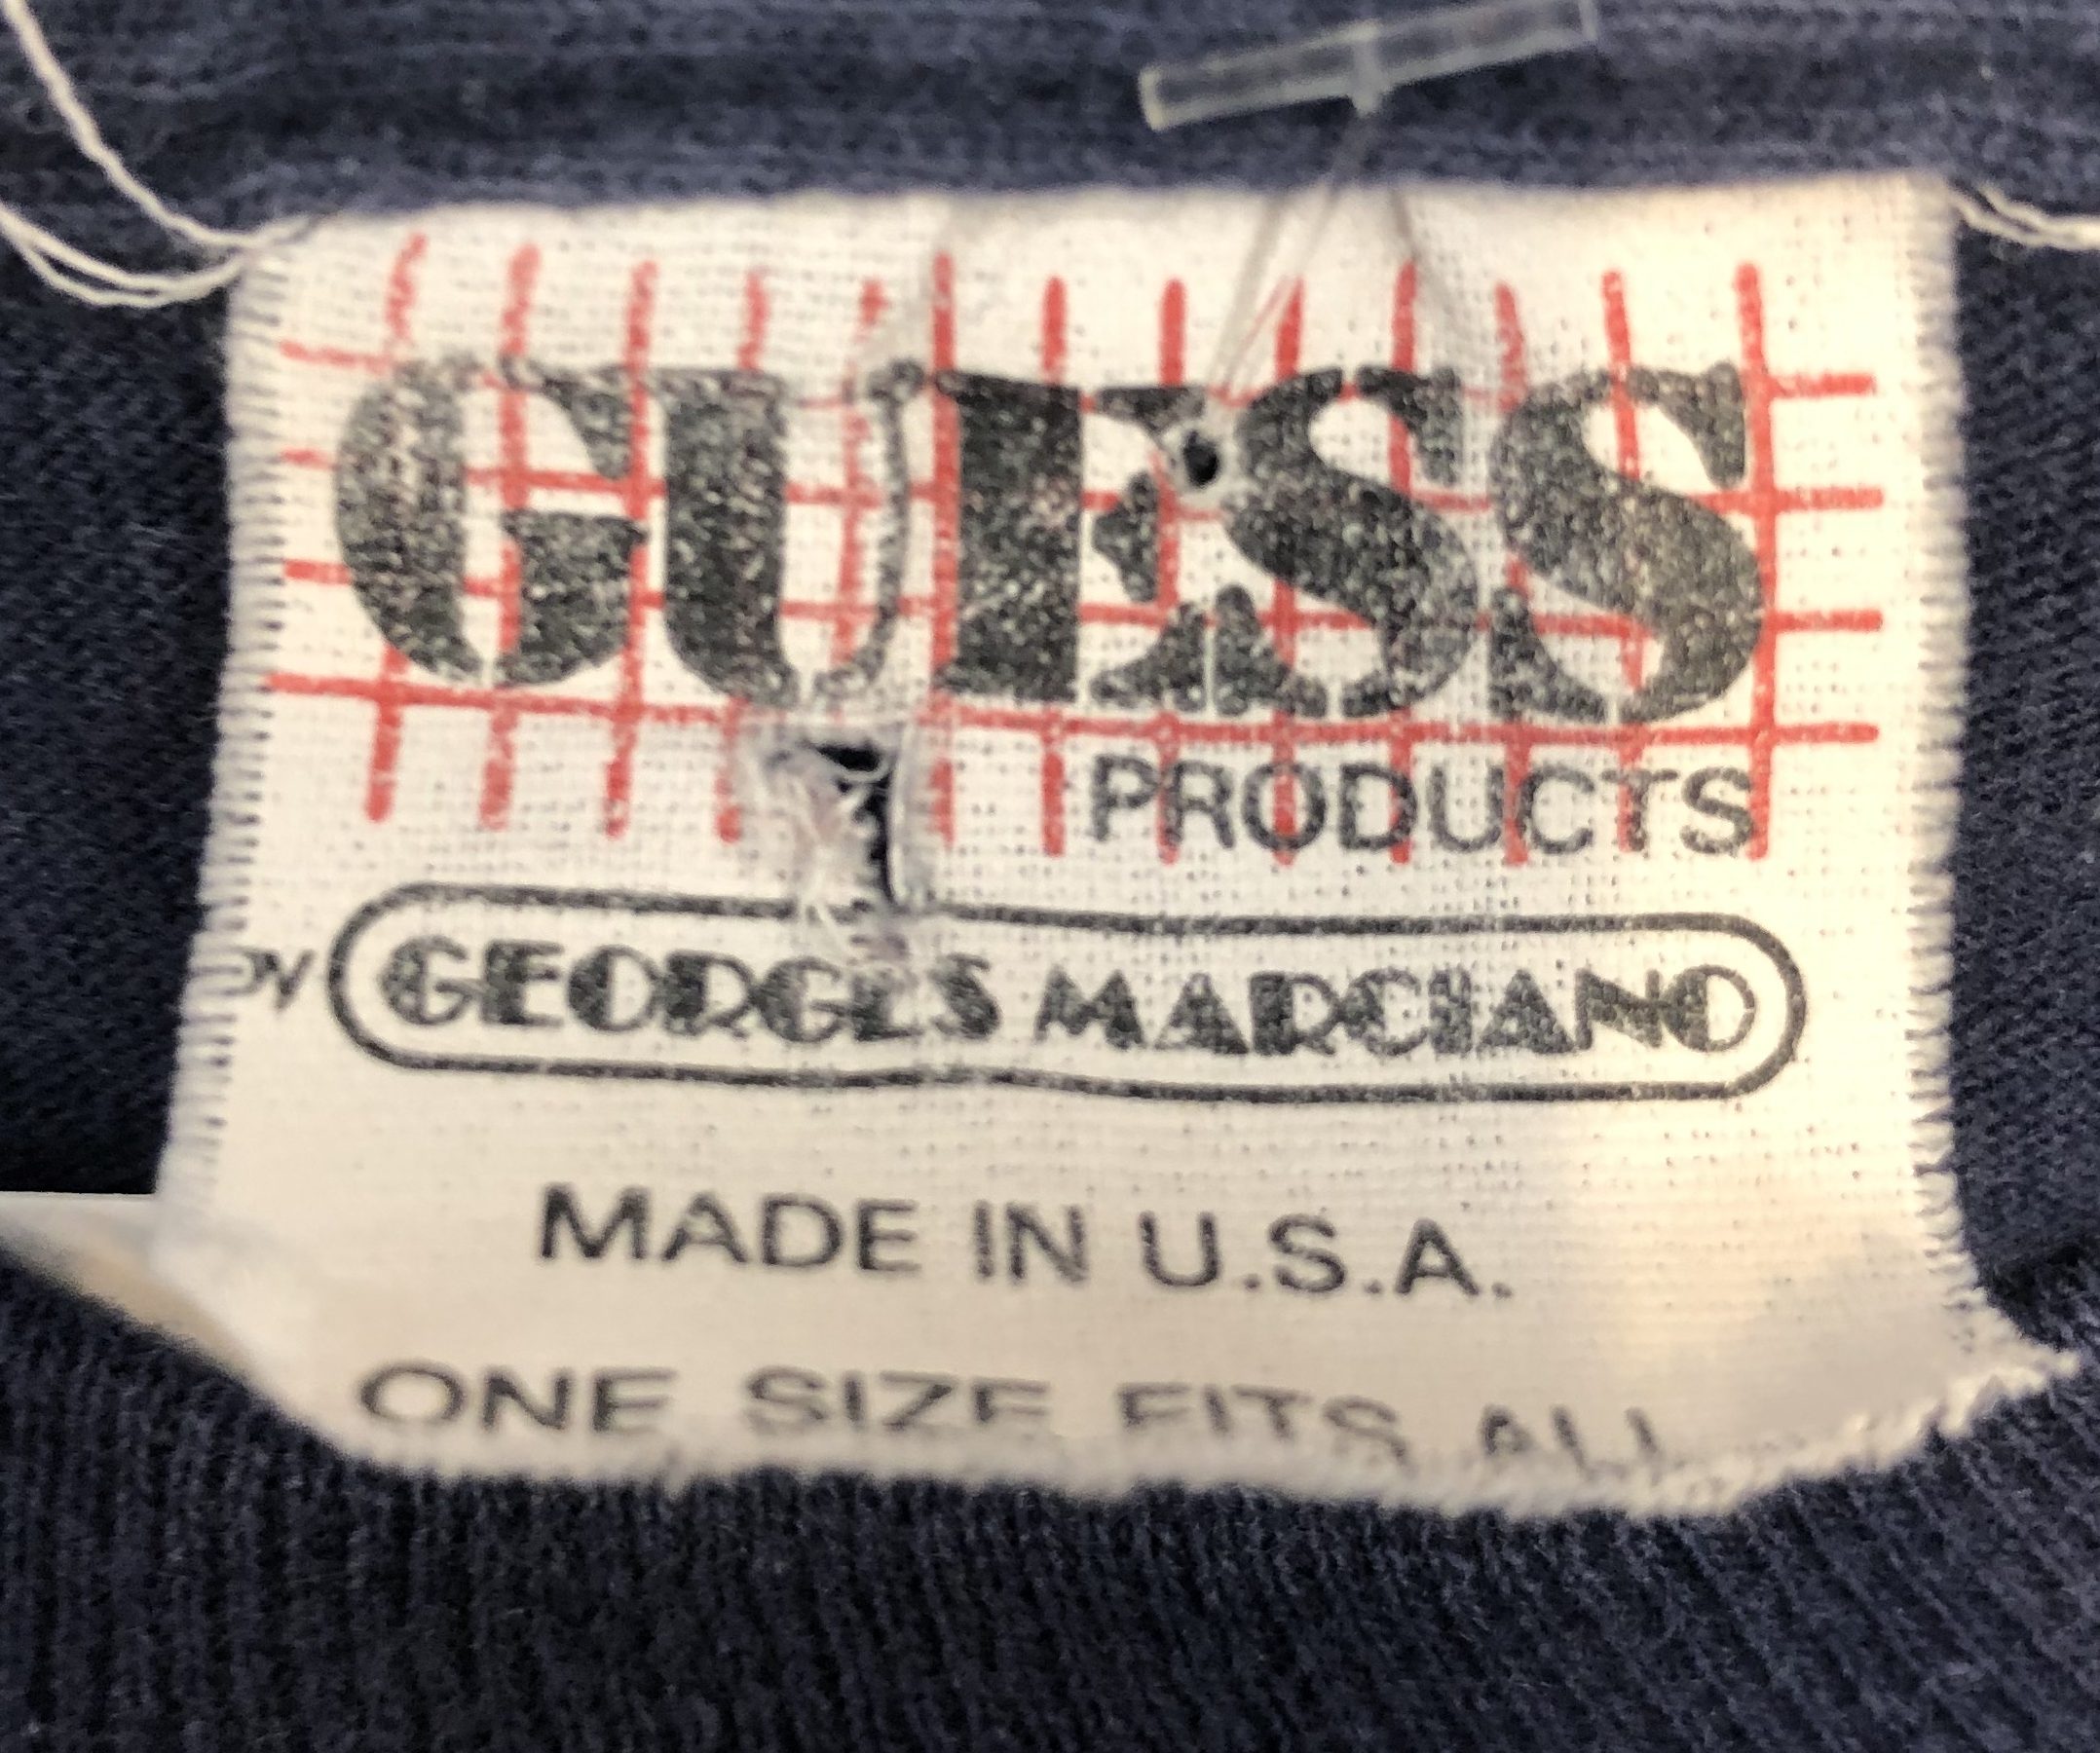 GUESS
PRODUCTS
BY GEORGES MARCIANO
MADE IN U.S.A.
ONE SIZE FITS ALL